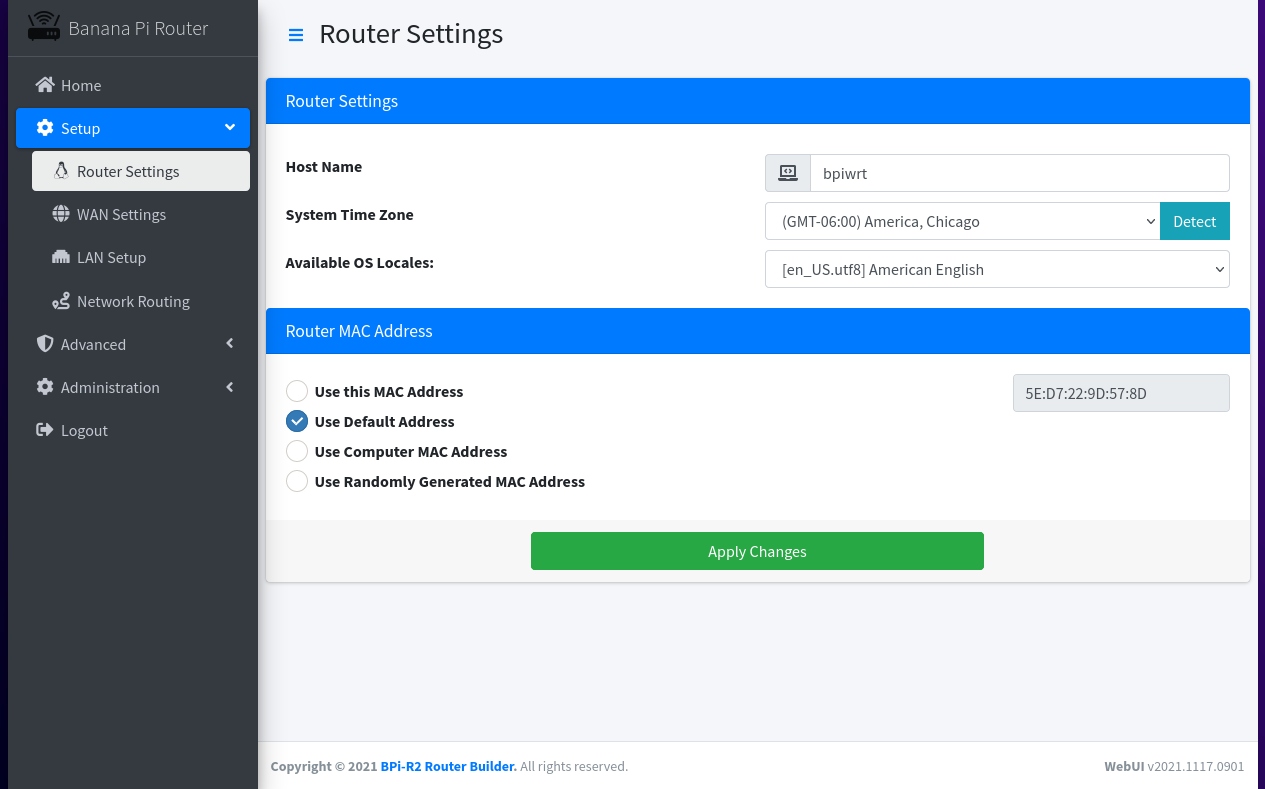 Banana Pi Router
Home
Setup
Router Settings
WAN Settings
LAN Setup
Network Routing
Advanced
Administration
Logout
Router Settings
Router Settings
Host Name
bpiwrt
System Time Zone
(GMT-06:00) America, Chicago
Detect
Available OS Locales:
[en_US.utf8] American English
Router MAC Address
Use this MAC Address
5E:D7:22:9D:57:8D
Use Default Address
Use Computer MAC Address
Use Randomly Generated MAC Address
Apply Changes
Copyright © 2021 BPi-R2 Router Builder. All rights reserved.
WebUI v2021.1117.0901